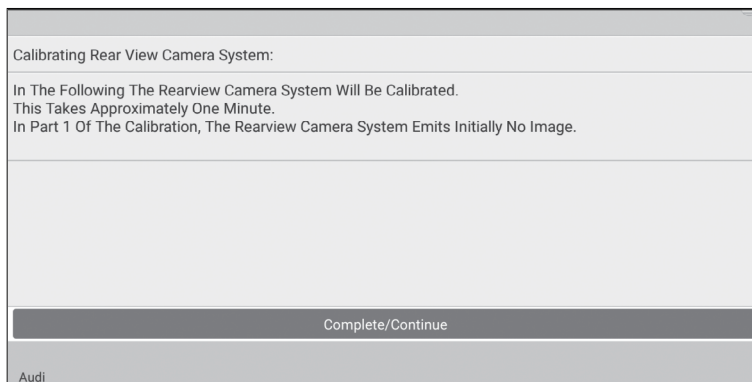 Calibrating Rear View Camera System:
In The Following The Rearview Camera System Will Be Calibrated.
This Takes Approximately One Minute.
In Part 1 Of The Calibration, The Rearview Camera System Emits Initially No Image.
Complete/Continue
Audi